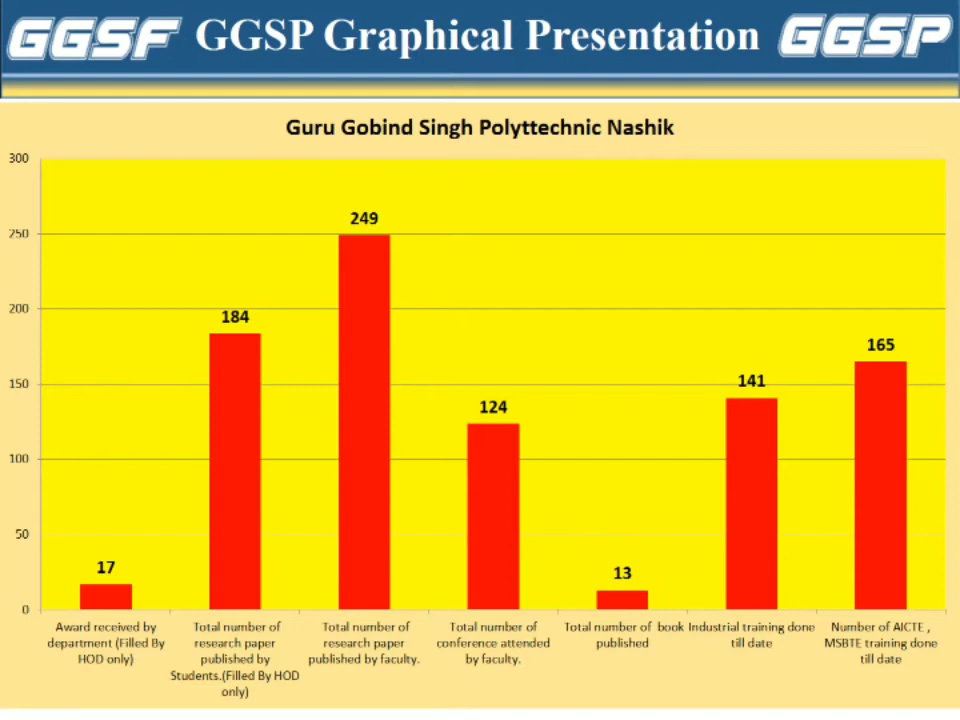 GGSF GGSP Graphical Presentation GGSP
Guru Gobind Singh Polyttechnic Nashik
300
250
200
150
100
50
0
17
184
249
124
13
141
165
Award received by
department (Filled By
HOD only)
Total number of
research paper
published by
Students.(Filled By HOD
only)
Total number of
research paper
published by faculty.
Total number of
conference attended
by faculty.
Total number of book
published
Industrial training done
till date
Number of AICTE ,
MSBTE training done
till date